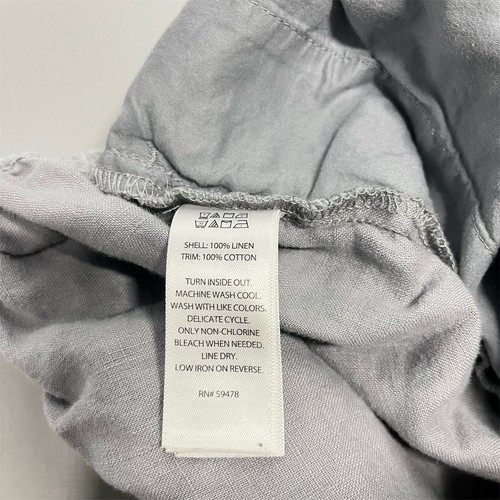 SHELL: 100% LINEN
TRIM: 100% COTTON
TURN INSIDE OUT.
MACHINE WASH COOL.
WASH WITH LIKE COLORS.
DELICATE CYCLE.
ONLY NON-CHLORINE
BLEACH WHEN NEEDED.
LINE DRY.
LOW IRON ON REVERSE.
RN# 59478